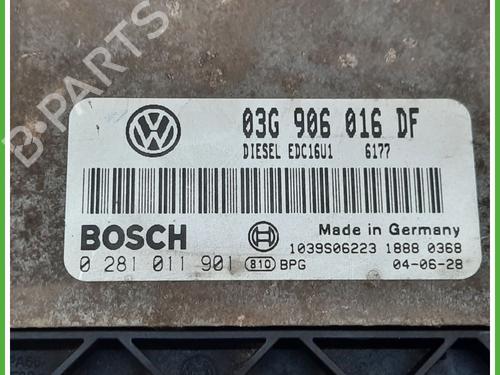 B-PARTS
03G 906 016 DF
DIESEL EDC16U1 6177
BOSCH
Made in Germany
1039S06223 1888 0368
0 281 011 901 810 BPG 04-06-28